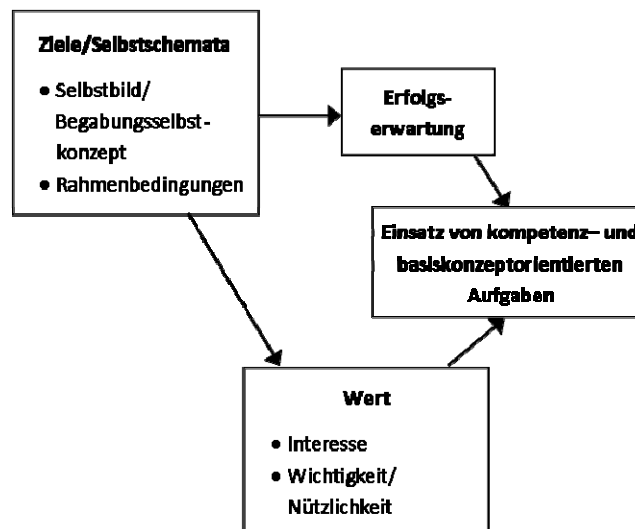 Ziele/Selbstschemata
● Selbstbild/
Begabungsselbst-
konzept
● Rahmenbedingungen
Erfolgs-
erwartung
Einsatz von kompetenz– und
basiskonzeptorientierten
Aufgaben
Wert
● Interesse
● Wichtigkeit/
Nützlichkeit